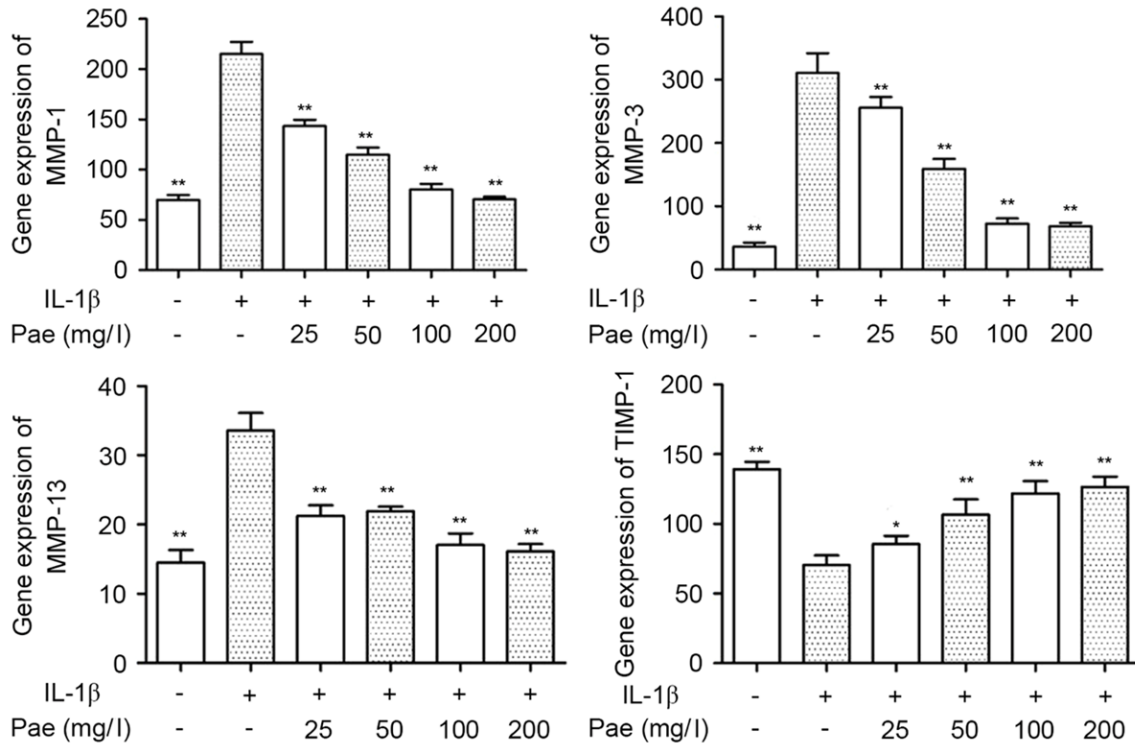 Gene expression of
MMP-1
250
200
150
100
50
0
**
**
**
**
**
IL-1β - + + + + +
Pae (mg/l) - - 25 50 100 200
Gene expression of
MMP-3
400
300
200
100
0
**
**
**
**
**
IL-1β - + + + + +
Pae (mg/l) - - 25 50 100 200
Gene expression of
MMP-13
40
30
20
10
0
**
**
**
**
**
IL-1β - + + + + +
Pae (mg/l) - - 25 50 100 200
Gene expression of TIMP-1
200
150
100
50
0
**
*
**
**
**
IL-1β - + + + + +
Pae (mg/l) - - 25 50 100 200